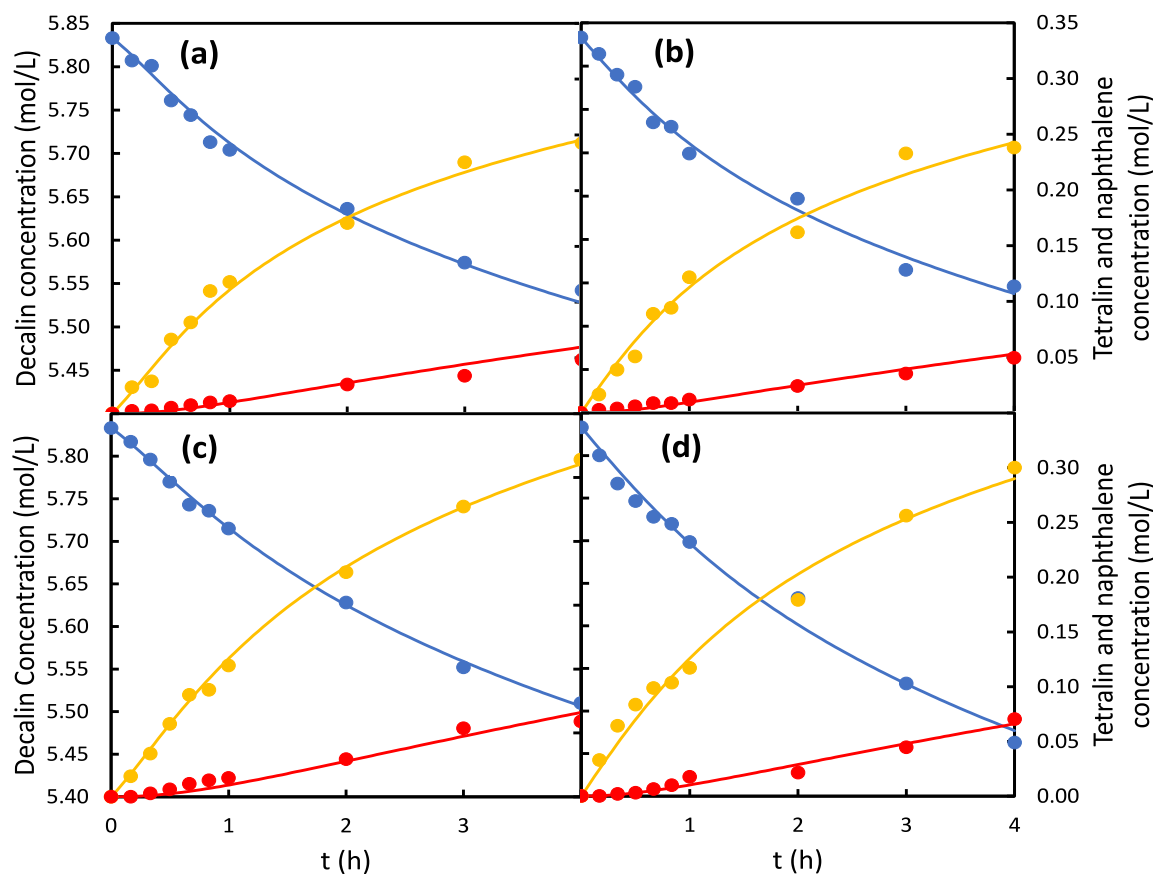 Decalin concentration (mol/L)
5.85
5.80
5.75
5.70
5.65
5.60
5.55
5.50
5.45
(a)
(b)
0.35
0.30
0.25
0.20
0.15
0.10
0.05
Tetralin and naphthalene
concentration (mol/L)
Decalin Concentration (mol/L)
5.80
5.75
5.70
5.65
5.60
5.55
5.50
5.45
5.40
(c)
(d)
0.30
0.25
0.20
0.15
0.10
0.05
0.00
Tetralin and naphthalene
concentration (mol/L)
0 1 2 3
1 2 3 4
t (h)
t (h)